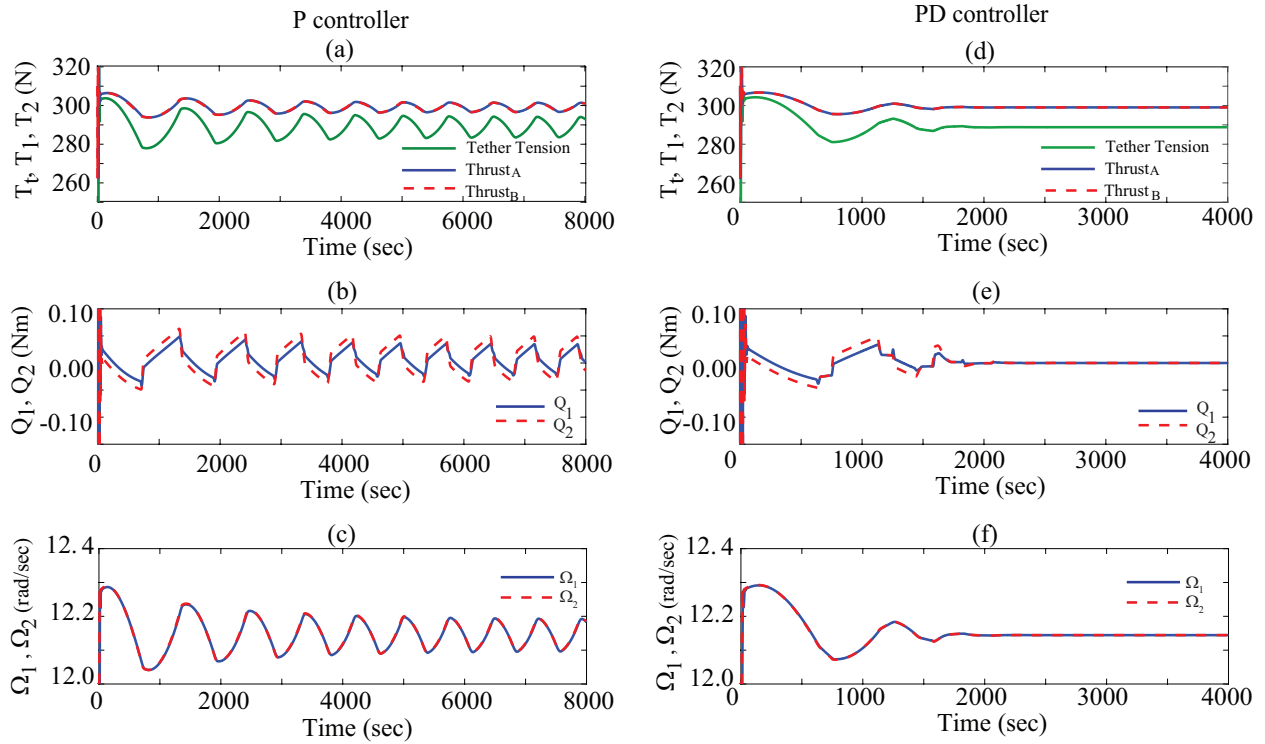 P controller
(a)
T_t, T_1, T_2 (N)
320
300
280
260
Tether Tension
Thrust_A
Thrust_B
0 2000 4000 6000 8000
Time (sec)
(b)
Q_1, Q_2 (Nm)
0.10
0.00
-0.10
Q_1
Q_2
0 2000 4000 6000 8000
Time (sec)
(c)
Ω_1, Ω_2 (rad/sec)
12.4
12.2
12.0
Ω_1
Ω_2
0 2000 4000 6000 8000
Time (sec)
PD controller
(d)
T_t, T_1, T_2 (N)
320
300
280
260
Tether Tension
Thrust_A
Thrust_B
0 1000 2000 3000 4000
Time (sec)
(e)
Q_1, Q_2 (Nm)
0.10
0.00
-0.10
Q_1
Q_2
0 1000 2000 3000 4000
Time (sec)
(f)
Ω_1, Ω_2 (rad/sec)
12.4
12.2
12.0
Ω_1
Ω_2
0 1000 2000 3000 4000
Time (sec)